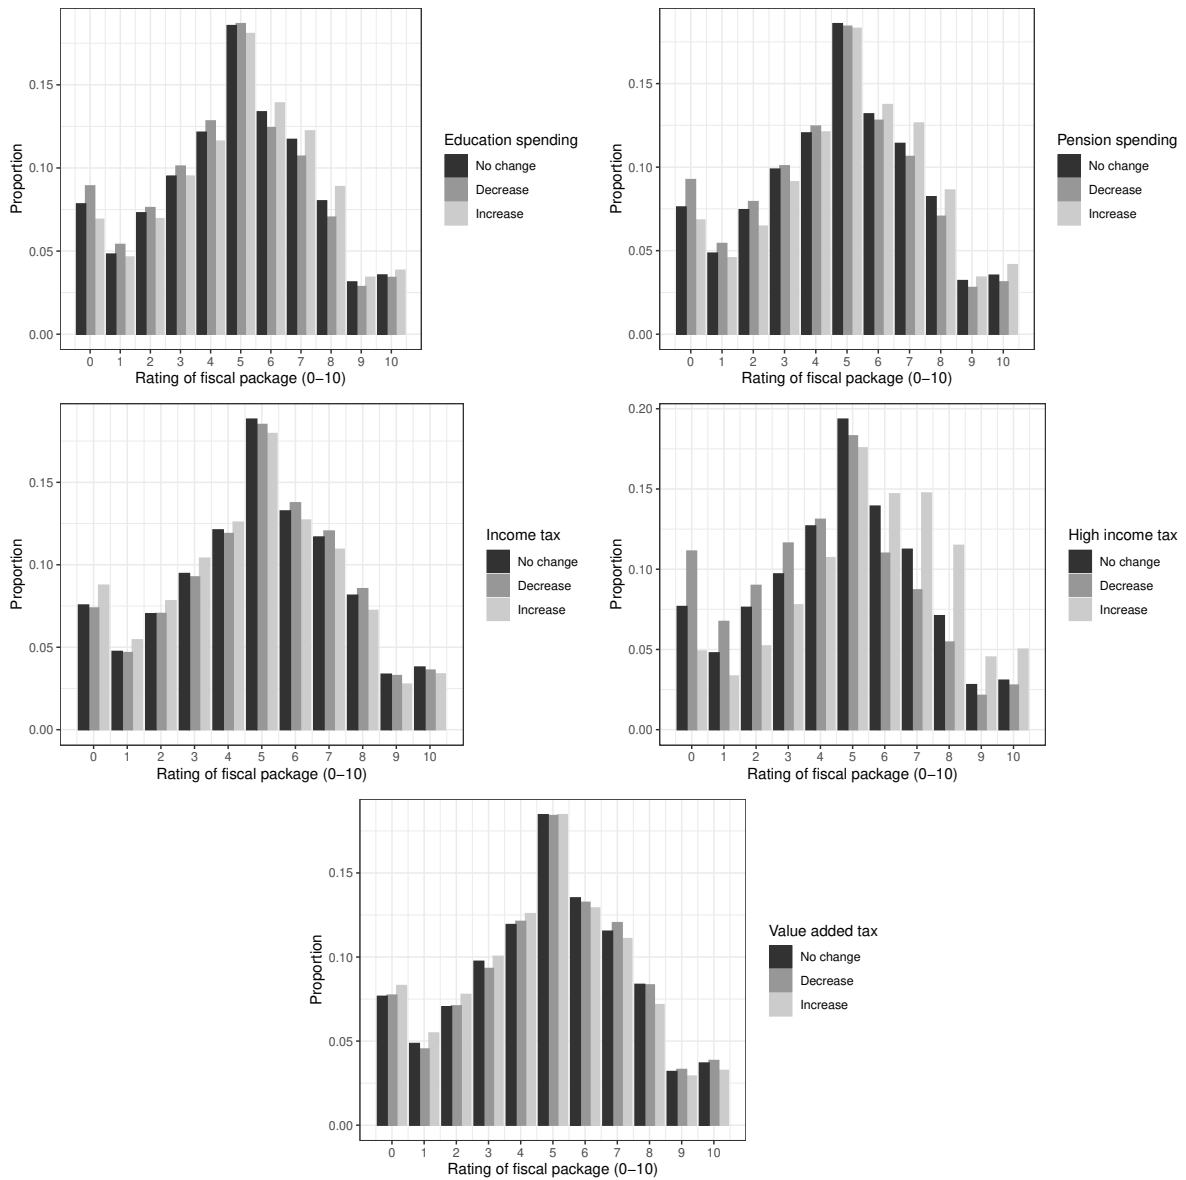 Proportion
0.15
0.10
0.05
0.00
0 1 2 3 4 5 6 7 8 9 10
Rating of fiscal package (0−10)
Education spending
No change
Decrease
Increase
Proportion
0.15
0.10
0.05
0.00
0 1 2 3 4 5 6 7 8 9 10
Rating of fiscal package (0−10)
Pension spending
No change
Decrease
Increase
Proportion
0.15
0.10
0.05
0.00
0 1 2 3 4 5 6 7 8 9 10
Rating of fiscal package (0−10)
Income tax
No change
Decrease
Increase
Proportion
0.20
0.15
0.10
0.05
0.00
0 1 2 3 4 5 6 7 8 9 10
Rating of fiscal package (0−10)
High income tax
No change
Decrease
Increase
Proportion
0.15
0.10
0.05
0.00
0 1 2 3 4 5 6 7 8 9 10
Rating of fiscal package (0−10)
Value added tax
No change
Decrease
Increase